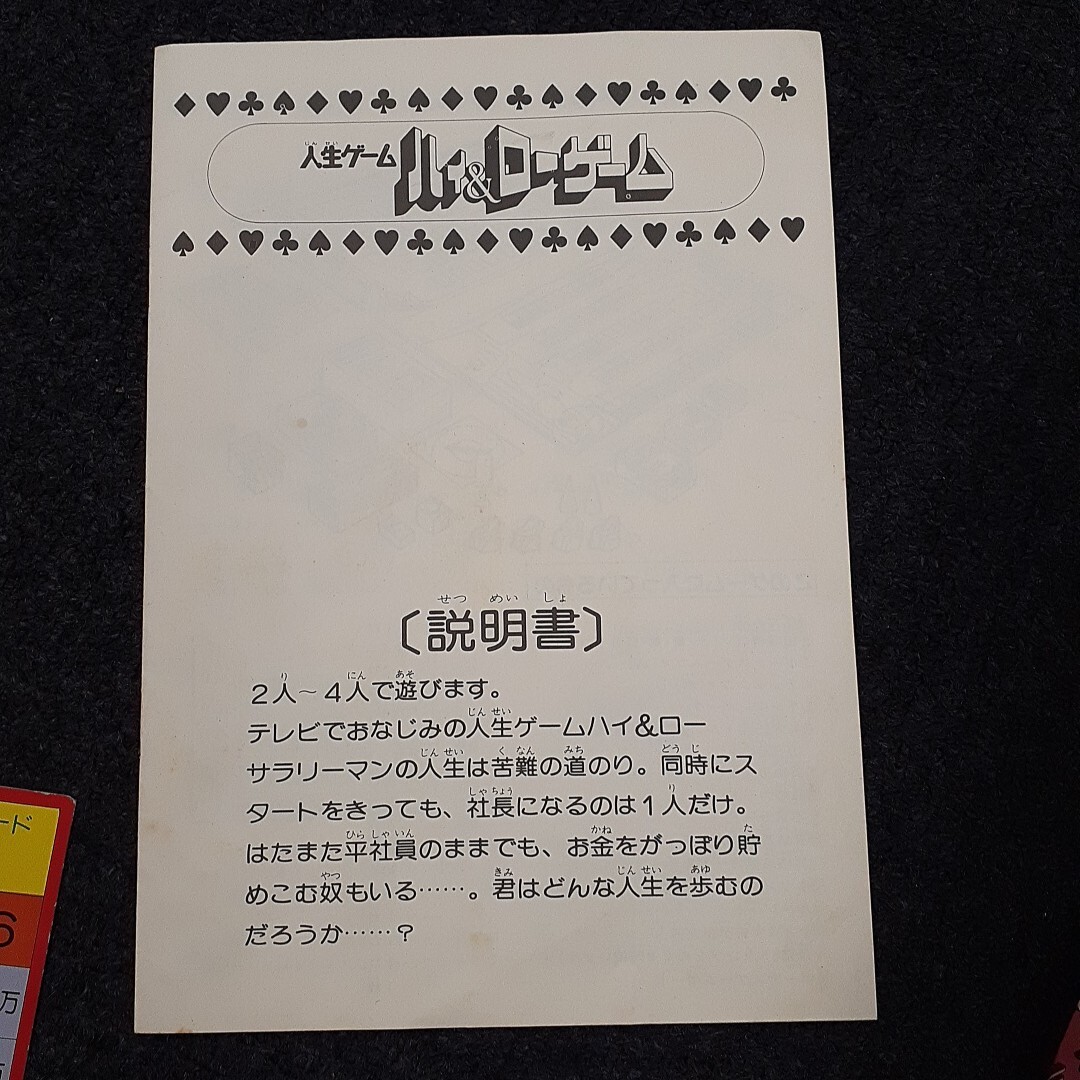 人生ゲーム ハイ&ローゲーム
〔説明書〕
2人～4人で遊びます。
テレビでおなじみの人生ゲームハイ&ロー
サラリーマンの人生は苦難の道のり。同時にス
タートをきっても、社長になるのは1人だけ。
はたまた平社員のままでも、お金をがっぽり貯
めこむ奴もいる……。君はどんな人生を歩むの
だろうか……?
ード
6
万